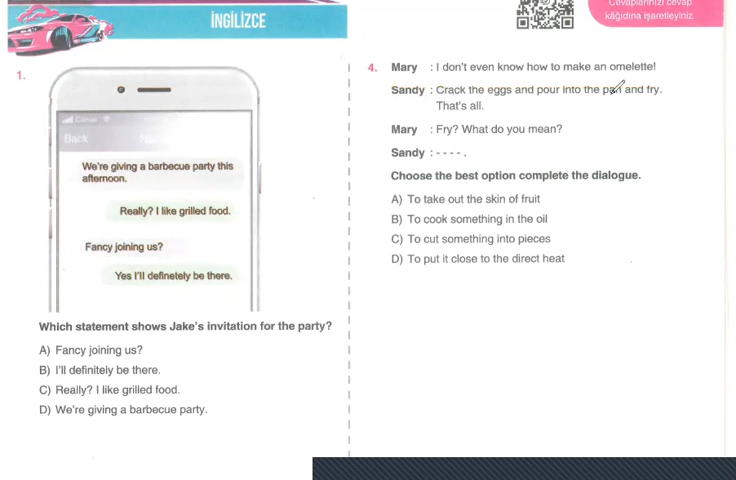 İNGİLİZCE
Cevaplarınızı cevap
kâğıdına işaretleyiniz.
1.
Back
We're giving a barbecue party this
afternoon.
Really? I like grilled food.
Fancy joining us?
Yes I'll definetely be there.
Which statement shows Jake's invitation for the party?
A) Fancy joining us?
B) I'll definitely be there.
C) Really? I like grilled food.
D) We're giving a barbecue party.
4. Mary : I don't even know how to make an omelette!
Sandy : Crack the eggs and pour into the pan and fry.
That's all.
Mary : Fry? What do you mean?
Sandy : - - - - .
Choose the best option complete the dialogue.
A) To take out the skin of fruit
B) To cook something in the oil
C) To cut something into pieces
D) To put it close to the direct heat